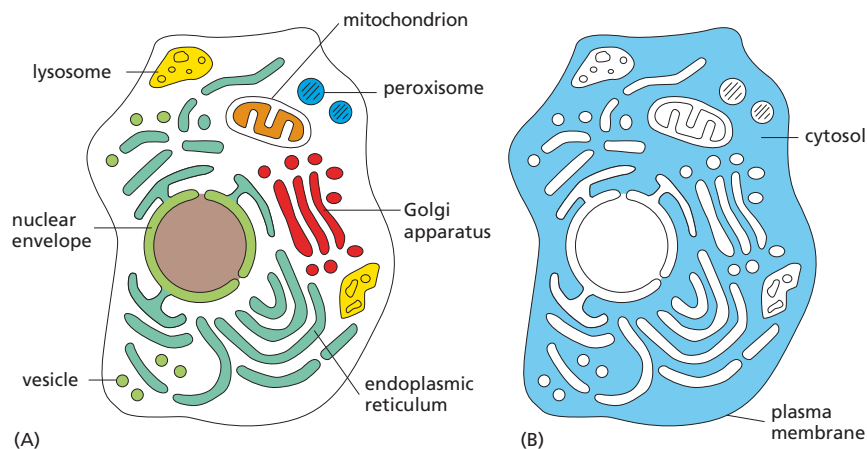 mitochondrion
lysosome
peroxisome
cytosol
nuclear
envelope
Golgi
apparatus
vesicle
endoplasmic
reticulum
plasma
membrane
(A)
(B)